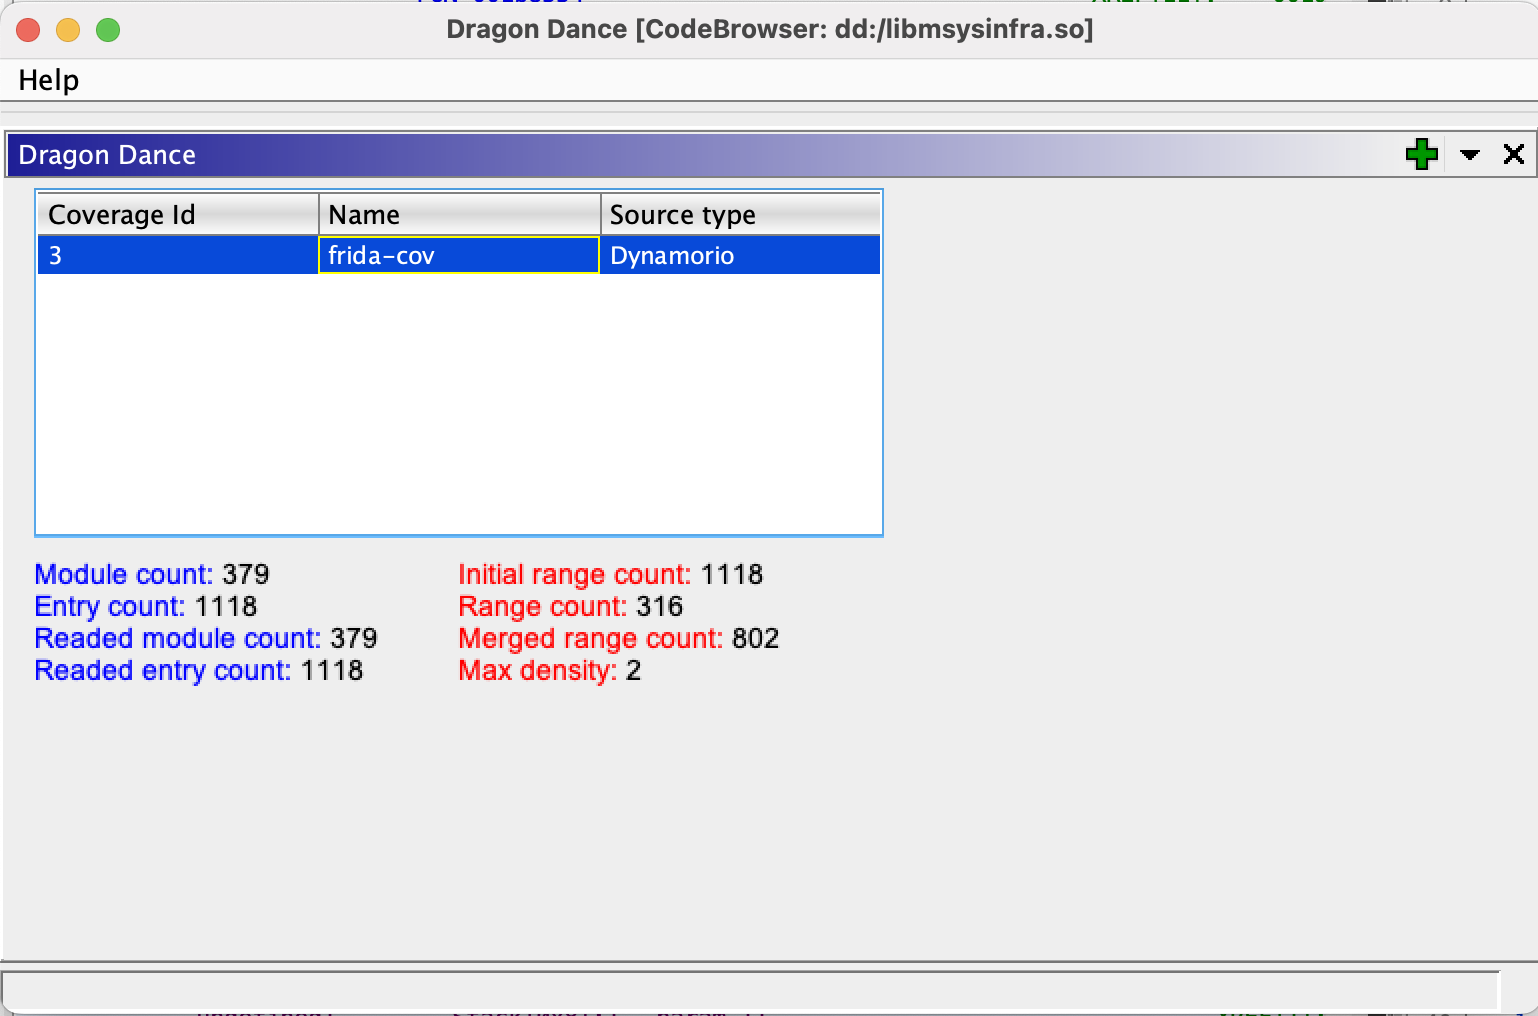 Dragon Dance [CodeBrowser: dd:/libmsysinfra.so]
Help
Dragon Dance
Coverage Id Name Source type
3 frida-cov Dynamorio
Module count: 379
Entry count: 1118
Readed module count: 379
Readed entry count: 1118
Initial range count: 1118
Range count: 316
Merged range count: 802
Max density: 2